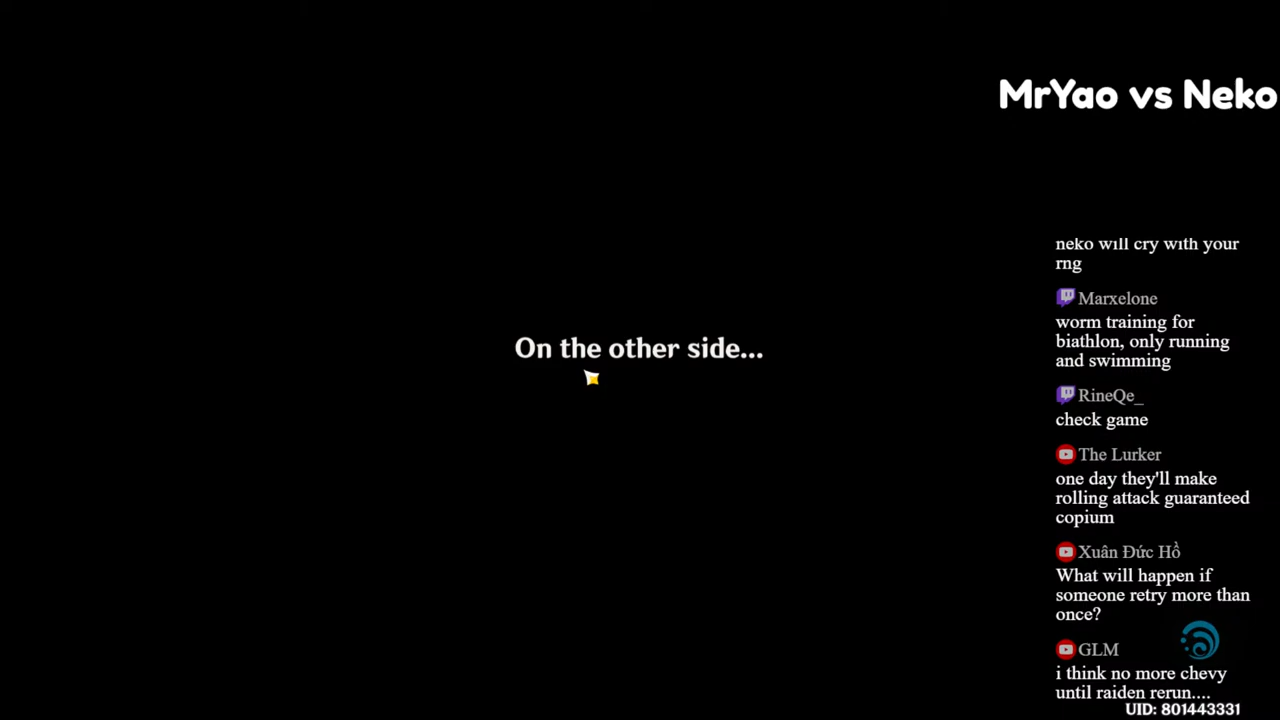 MrYao vs Neko
neko will cry with your
rng
Marxelone
worm training for
biathlon, only running
and swimming
RineQe_
check game
On the other side...
The Lurker
one day they'll make
rolling attack guaranteed
copium
Xuân Đức Hồ
What will happen if
someone retry more than
once?
GLM
i think no more chevy
until raiden rerun....
UID: 801443331